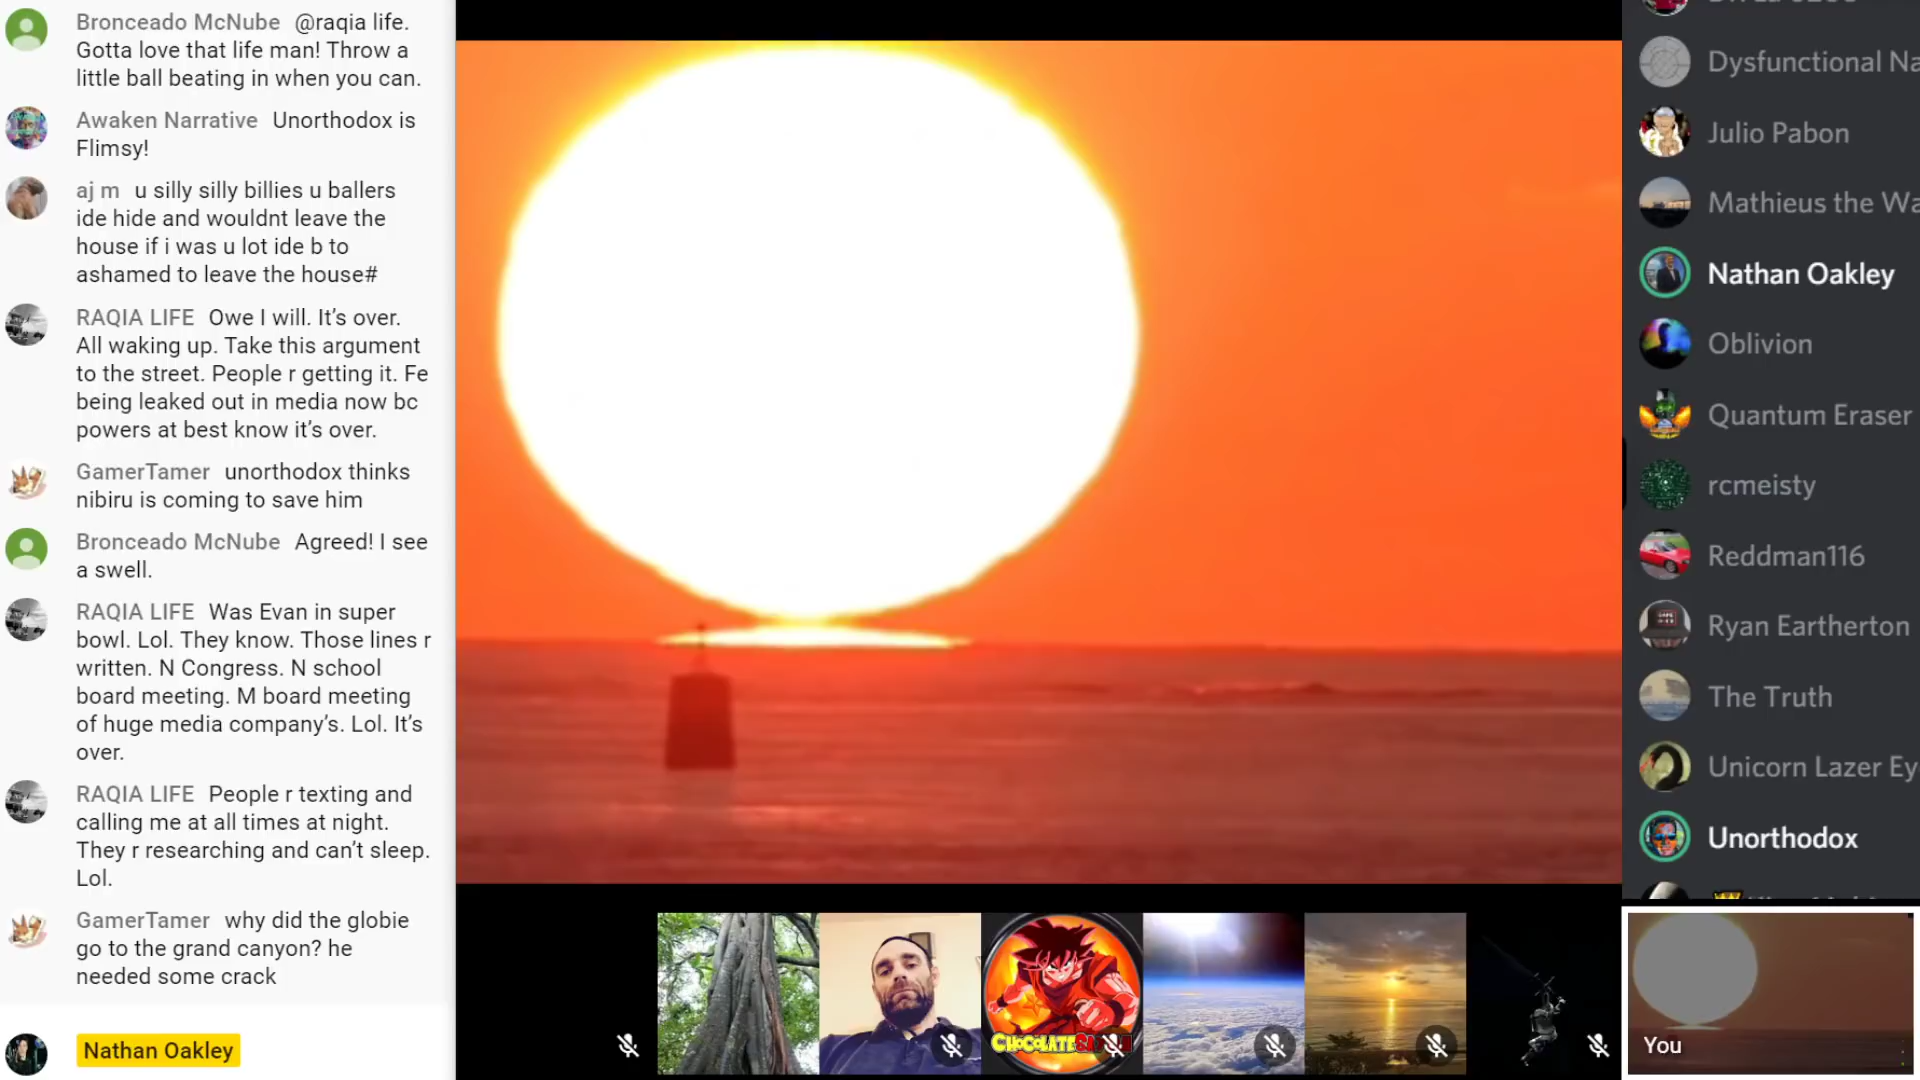 Bronceado McNube @raqia life.
Gotta love that life man! Throw a
little ball beating in when you can.
Awaken Narrative Unorthodox is
Flimsy!
aj m u silly silly billies u ballers
ide hide and wouldnt leave the
house if i was u lot ide b to
ashamed to leave the house#
RAQIA LIFE Owe I will. It’s over.
All waking up. Take this argument
to the street. People r getting it. Fe
being leaked out in media now bc
powers at best know it’s over.
GamerTamer unorthodox thinks
nibiru is coming to save him
Bronceado McNube Agreed! I see
a swell.
RAQIA LIFE Was Evan in super
bowl. Lol. They know. Those lines r
written. N Congress. N school
board meeting. M board meeting
of huge media company’s. Lol. It’s
over.
RAQIA LIFE People r texting and
calling me at all times at night.
They r researching and can’t sleep.
Lol.
GamerTamer why did the globie
go to the grand canyon? he
needed some crack
Nathan Oakley
Dysfunctional Na
Julio Pabon
Mathieus the Wa
Nathan Oakley
Oblivion
Quantum Eraser
rcmeisty
Reddman116
Ryan Eartherton
The Truth
Unicorn Lazer Ey
Unorthodox
CHOCOLATE
You